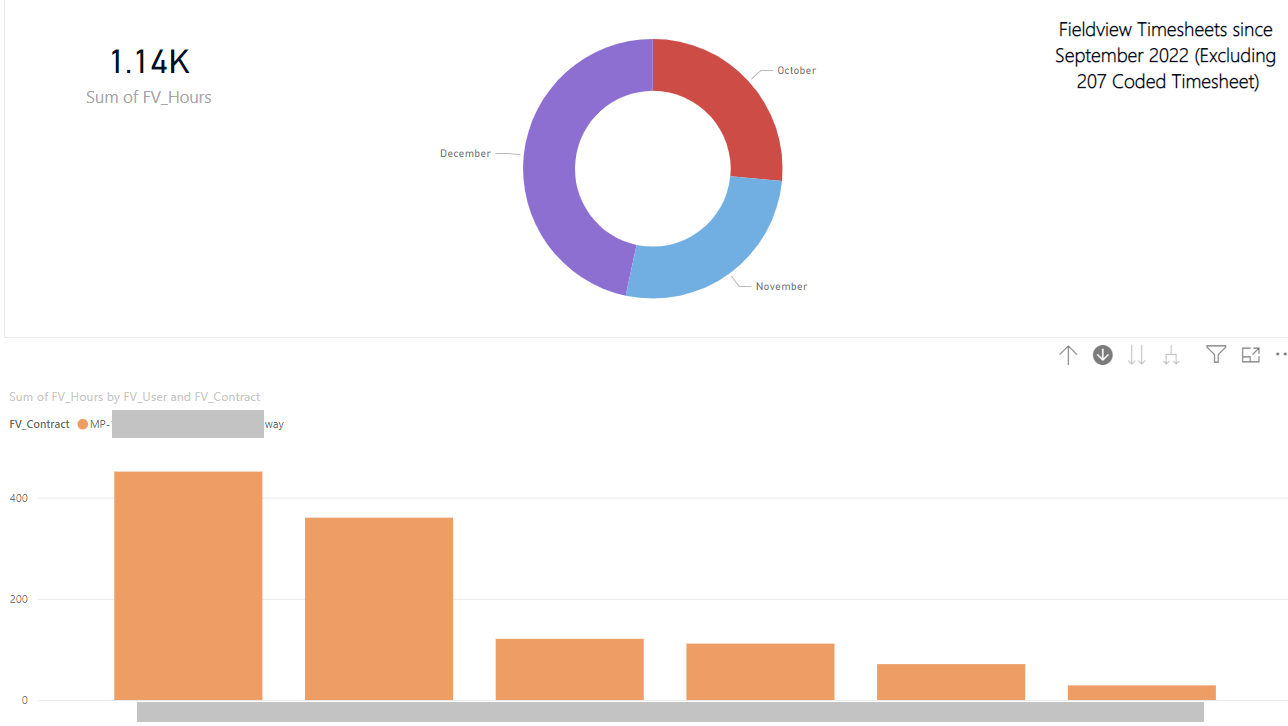 1.14K
Sum of FV_Hours
October
December
November
Fieldview Timesheets since
September 2022 (Excluding
207 Coded Timesheet)
Sum of FV_Hours by FV_User and FV_Contract
FV_Contract MP- way
400
200
0